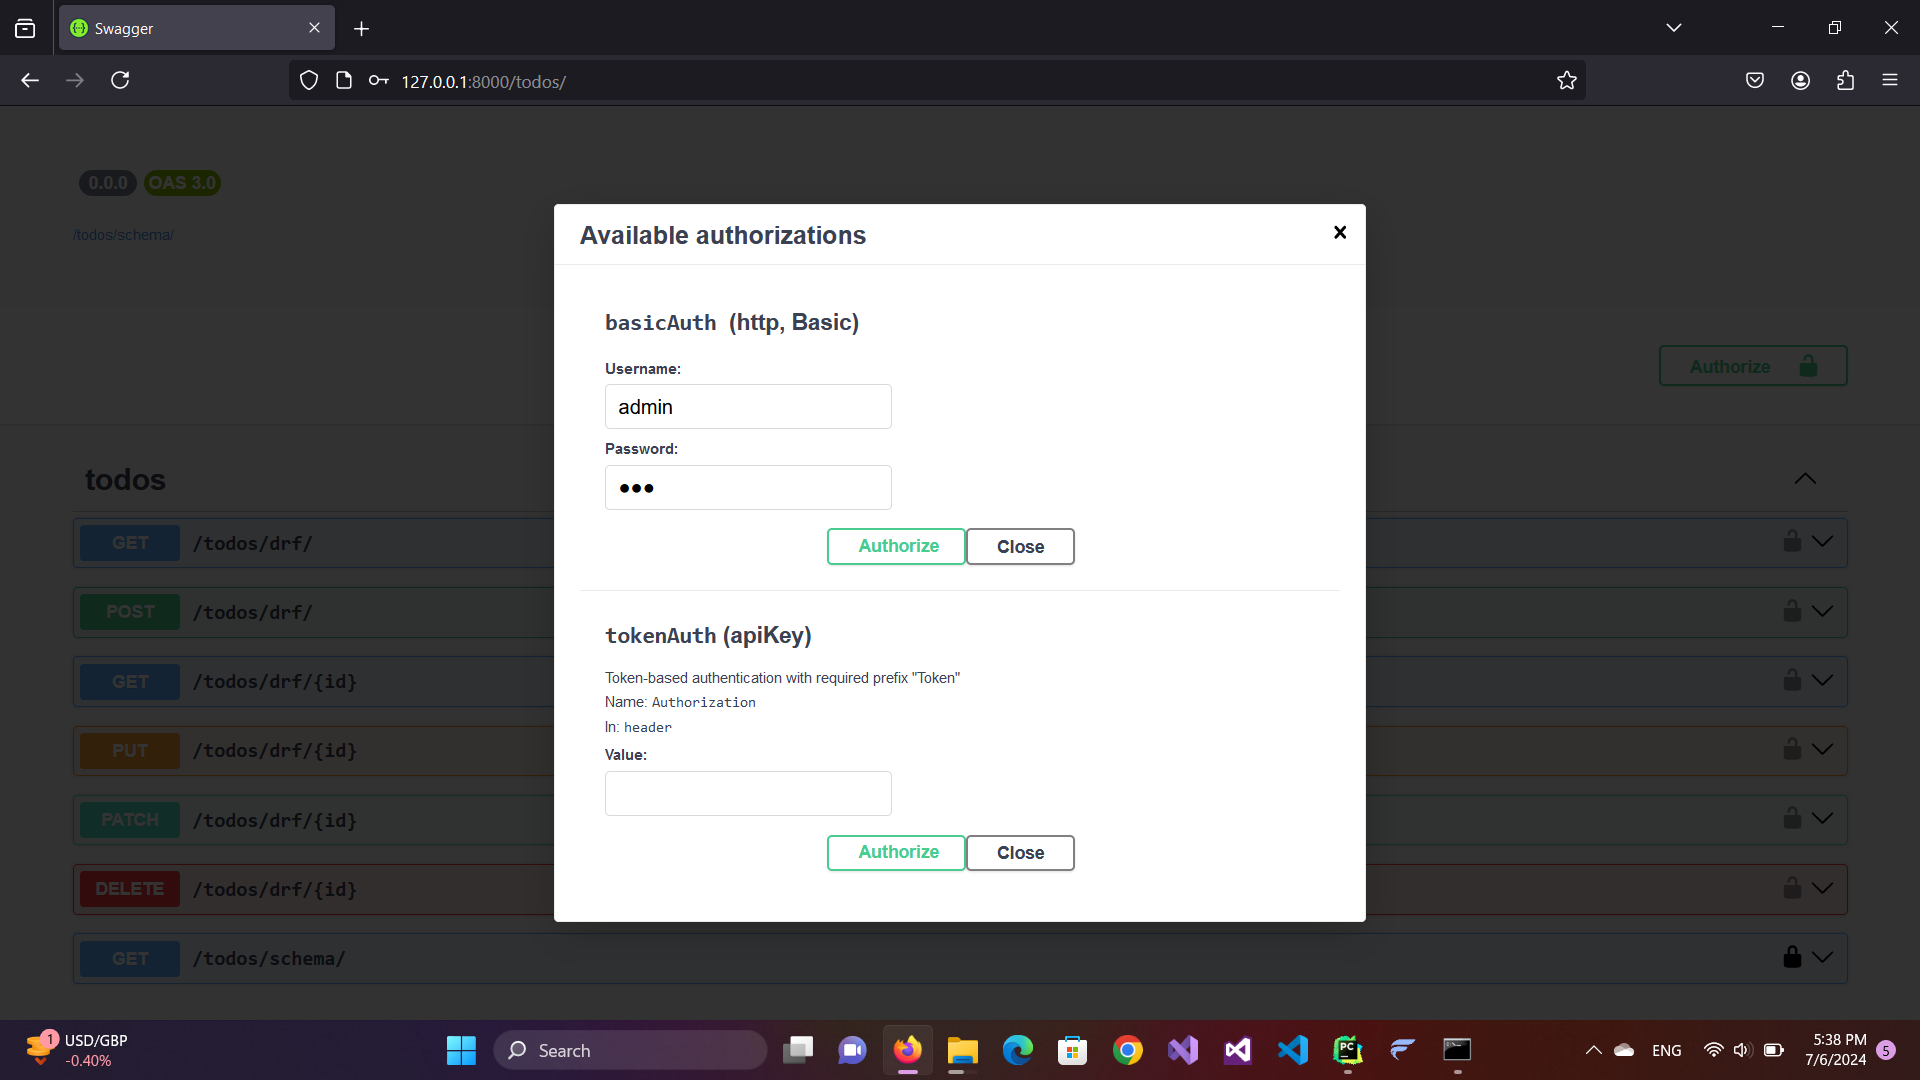 Swagger
127.0.0.1:8000/todos/
0.0.0 OAS 3.0
/todos/schema/
Authorize
Available authorizations
basicAuth (http, Basic)
Username:
admin
Password:
●●●
Authorize Close
tokenAuth (apiKey)
Token-based authentication with required prefix "Token"
Name: Authorization
In: header
Value:
Authorize Close
todos
GET /todos/drf/
POST /todos/drf/
GET /todos/drf/{id}
PUT /todos/drf/{id}
PATCH /todos/drf/{id}
DELETE /todos/drf/{id}
GET /todos/schema/
1 USD/GBP
-0.40%
Search
PC
ENG
5:38 PM
7/6/2024
5